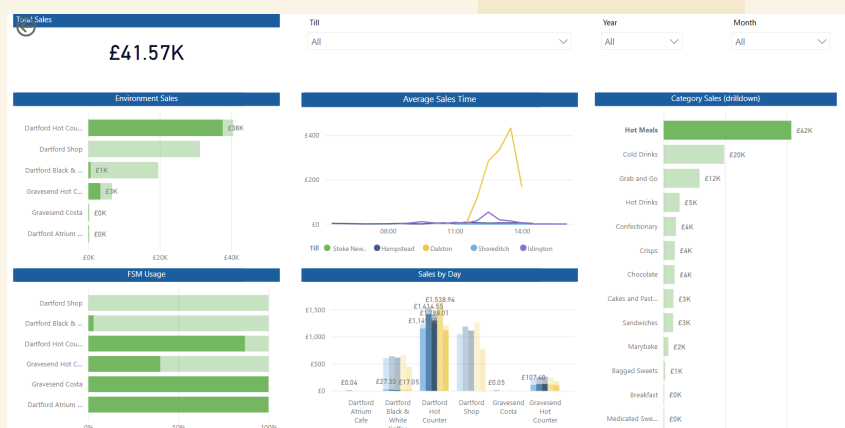 Total Sales
£41.57K
Till
All
Year
All
Month
All
Environment Sales
Dartford Hot Cou...
£38K
Dartford Shop
Dartford Black & ...
£1K
Gravesend Hot C...
£3K
Gravesend Costa
£0K
Dartford Atrium ...
£0K
£0K £20K £40K
Average Sales Time
£400
£200
£0
08:00 11:00 14:00
Till Stoke New.. Hampstead Dalston Shoreditch Islington
Category Sales (drilldown)
Hot Meals £42K
Cold Drinks £20K
Grab and Go £12K
Hot Drinks £5K
Confectionary £4K
Crisps £4K
Chocolate £4K
Cakes and Past... £3K
Sandwiches £3K
Marybake £2K
Bagged Sweets £1K
Breakfast £0K
Medicated Swe... £0K
FSM Usage
Dartford Shop
Dartford Black & ...
Dartford Hot Cou...
Gravesend Hot C...
Gravesend Costa
Dartford Atrium ...
0% 50% 100%
Sales by Day
£1,538.94
£1,414.55
£1,298.01
£1,500
£1,000
£500
£0
£0.04
£27.30
£17.05
£0.05
£107.40
Dartford Atrium Cafe
Dartford Black & White
Dartford Hot Counter
Dartford Shop
Gravesend Costa
Gravesend Hot Counter